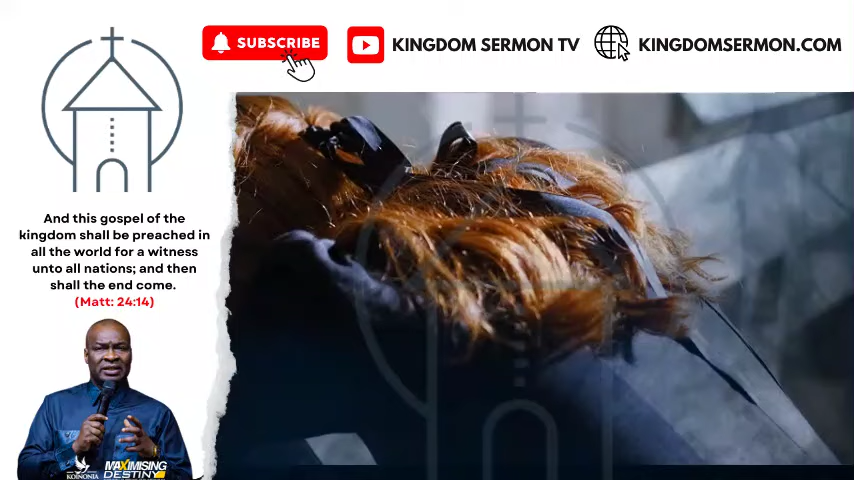 SUBSCRIBE
KINGDOM SERMON TV
KINGDOMSERMON.COM
And this gospel of the
kingdom shall be preached in
all the world for a witness
unto all nations; and then
shall the end come.
(Matt: 24:14)
KOINONIA
MAXIMISING
DESTINY